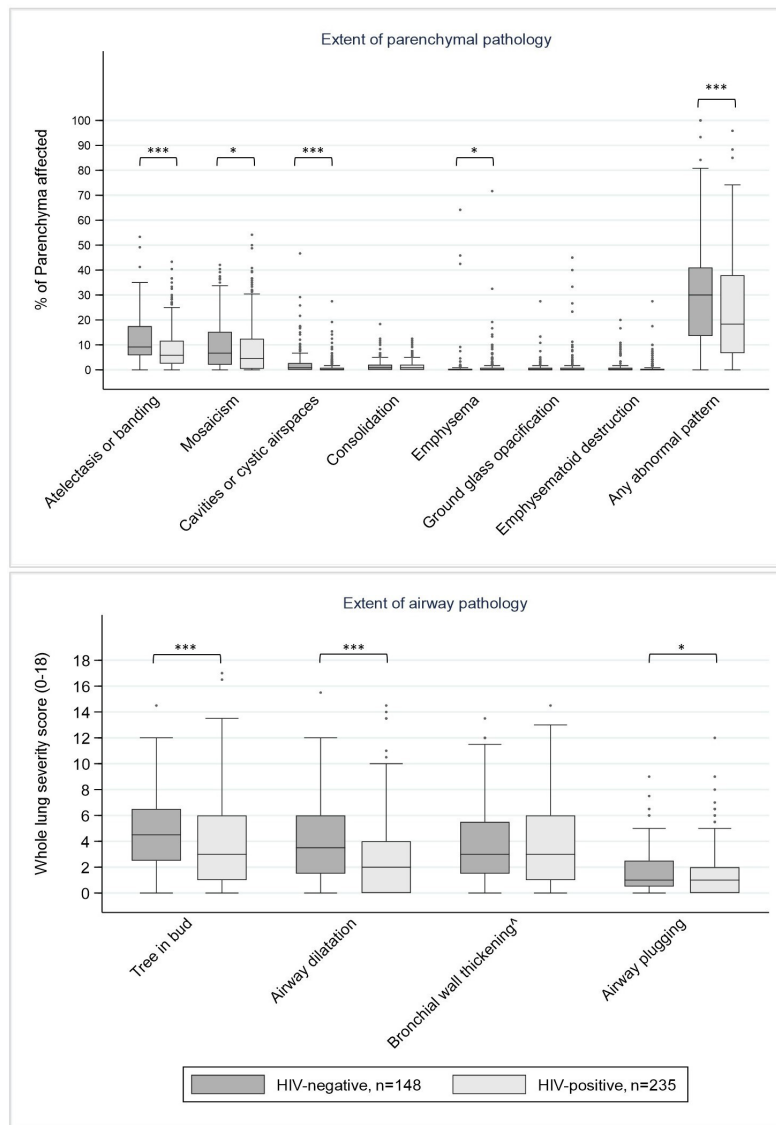 Extent of parenchymal pathology
% of Parenchyma affected
100
90
80
70
60
50
40
30
20
10
0
***
*
***
*
***
Atelectasis or banding
Mosaicism
Cavities or cystic airspaces
Consolidation
Emphysema
Ground glass opacification
Emphysematoid destruction
Any abnormal pattern
Extent of airway pathology
Whole lung severity score (0-18)
18
16
14
12
10
8
6
4
2
0
***
***
*
Tree in bud
Airway dilatation
Bronchial wall thickening^
Airway plugging
HIV-negative, n=148
HIV-positive, n=235